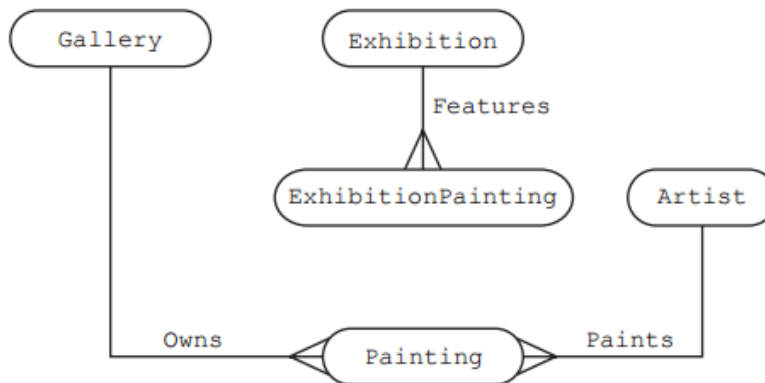 Gallery
Exhibition
Features
ExhibitionPainting
Artist
Owns
Painting
Paints